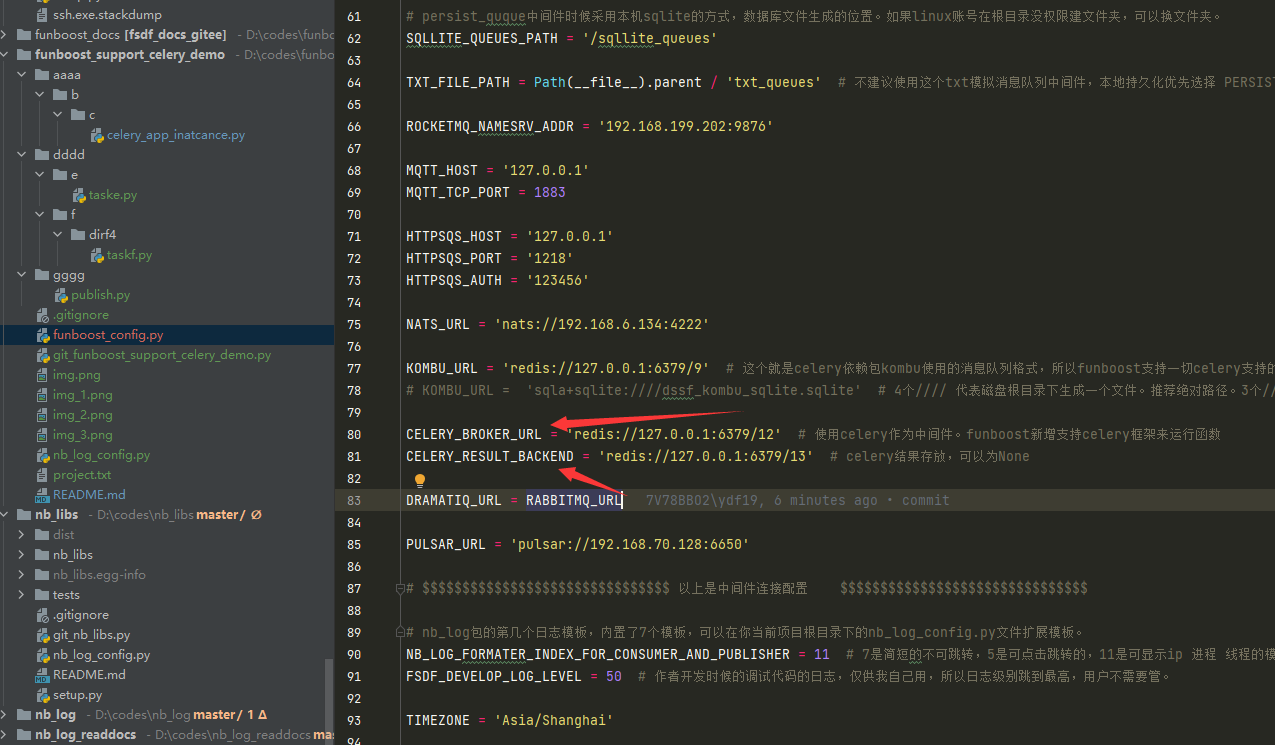 ssh.exe.stackdump
funboost_docs [fsdf_docs_gitee] - D:\codes\funbo
funboost_support_celery_demo - D:\codes\funbo
aaaa
b
c
celery_app_inatcance.py
dddd
e
taske.py
f
dirf4
taskf.py
gggg
publish.py
.gitignore
funboost_config.py
git_funboost_support_celery_demo.py
img.png
img_1.png
img_2.png
img_3.png
nb_log_config.py
project.txt
README.md
nb_libs - D:\codes\nb_libs master/ Ø
dist
nb_libs
nb_libs.egg-info
tests
.gitignore
git_nb_libs.py
nb_log_config.py
README.md
setup.py
nb_log - D:\codes\nb_log master/ 1 Δ
nb_log_readdocs - D:\codes\nb_log_readdocs mas
61 # persist_quque中间件时候采用本机sqlite的方式，数据库文件生成的位置。如果linux账号在根目录没权限建文件夹，可以换文件夹。
62 SQLLITE_QUEUES_PATH = '/sqllite_queues'
63
64 TXT_FILE_PATH = Path(__file__).parent / 'txt_queues' # 不建议使用这个txt模拟消息队列中间件，本地持久化优先选择 PERSIST
65
66 ROCKETMQ_NAMESRV_ADDR = '192.168.199.202:9876'
67
68 MQTT_HOST = '127.0.0.1'
69 MQTT_TCP_PORT = 1883
70
71 HTTPSQS_HOST = '127.0.0.1'
72 HTTPSQS_PORT = '1218'
73 HTTPSQS_AUTH = '123456'
74
75 NATS_URL = 'nats://192.168.6.134:4222'
76
77 KOMBU_URL = 'redis://127.0.0.1:6379/9' # 这个就是celery依赖包kombu使用的消息队列格式，所以funboost支持一切celery支持的
78 # KOMBU_URL = 'sqla+sqlite:////dssf_kombu_sqlite.sqlite' # 4个//// 代表磁盘根目录下生成一个文件。推荐绝对路径。3个//
79
80 CELERY_BROKER_URL = 'redis://127.0.0.1:6379/12' # 使用celery作为中间件。funboost新增支持celery框架来运行函数
81 CELERY_RESULT_BACKEND = 'redis://127.0.0.1:6379/13' # celery结果存放，可以为None
82
83 DRAMATIQ_URL = RABBITMQ_URL 7V78BBO2\ydf19, 6 minutes ago • commit
84
85 PULSAR_URL = 'pulsar://192.168.70.128:6650'
86
87 # $$$$$$$$$$$$$$$$$$$$$$$$$$$$$$$ 以上是中间件连接配置 $$$$$$$$$$$$$$$$$$$$$$$$$$$$$$$
88
89 # nb_log包的第几个日志模板，内置了7个模板，可以在你当前项目根目录下的nb_log_config.py文件扩展模板。
90 NB_LOG_FORMATER_INDEX_FOR_CONSUMER_AND_PUBLISHER = 11 # 7是简短的不可跳转，5是可点击跳转的，11是可显示ip 进程 线程的模
91 FSDF_DEVELOP_LOG_LEVEL = 50 # 作者开发时候的调试代码的日志，仅供我自己用，所以日志级别跳到最高，用户不需要管。
92
93 TIMEZONE = 'Asia/Shanghai'
94